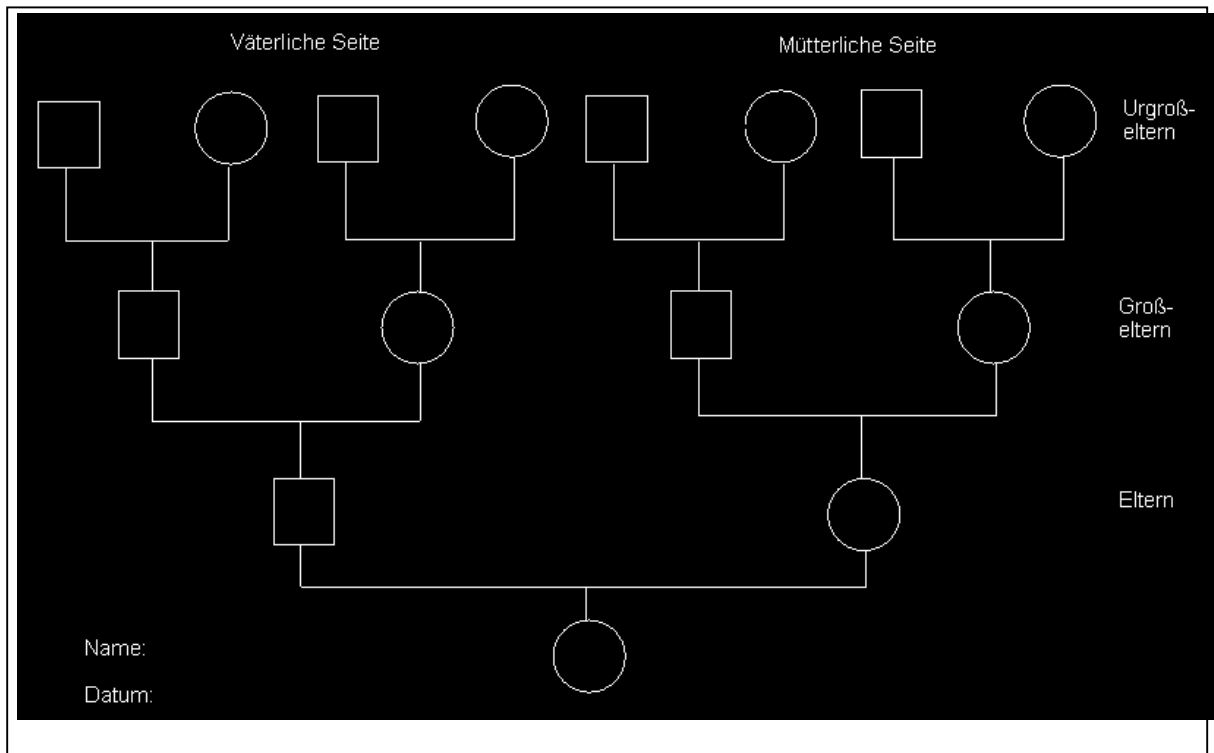 Väterliche Seite
Mütterliche Seite
Urgroß-
eltern
Groß-
eltern
Eltern
Name:
Datum: